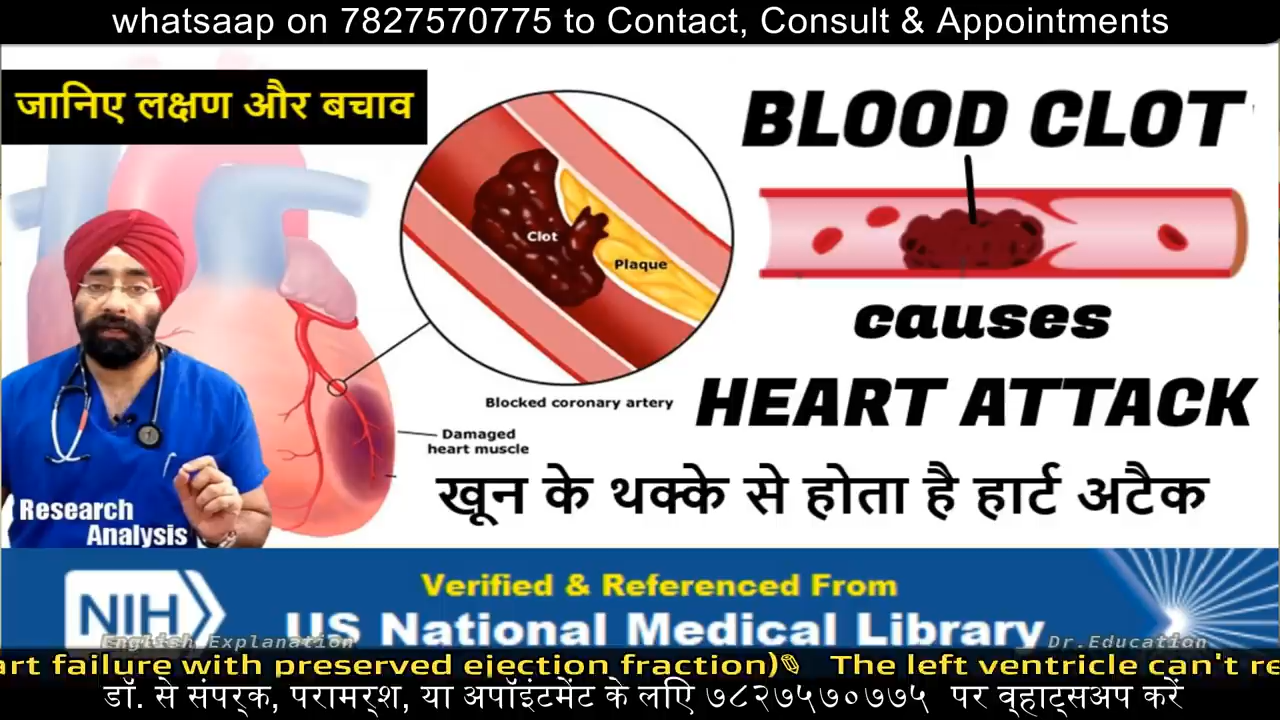 whatsaap on 7827570775 to Contact, Consult & Appointments
जानिए लक्षण और बचाव
BLOOD CLOT
Clot
Plaque
causes
Blocked coronary artery
HEART ATTACK
Damaged
heart muscle
खून के थक्के से होता है हार्ट अटैक
Research
Analysis
Verified & Referenced From
NIH
US National Medical Library
English Explanation
Dr.Education
art failure with preserved ejection fraction)✎ The left ventricle can't re
डॉ. से संपर्क, परामर्श, या अपॉइंटमेंट के लिए ७८२७५७०७७५ पर व्हाट्सअप करें